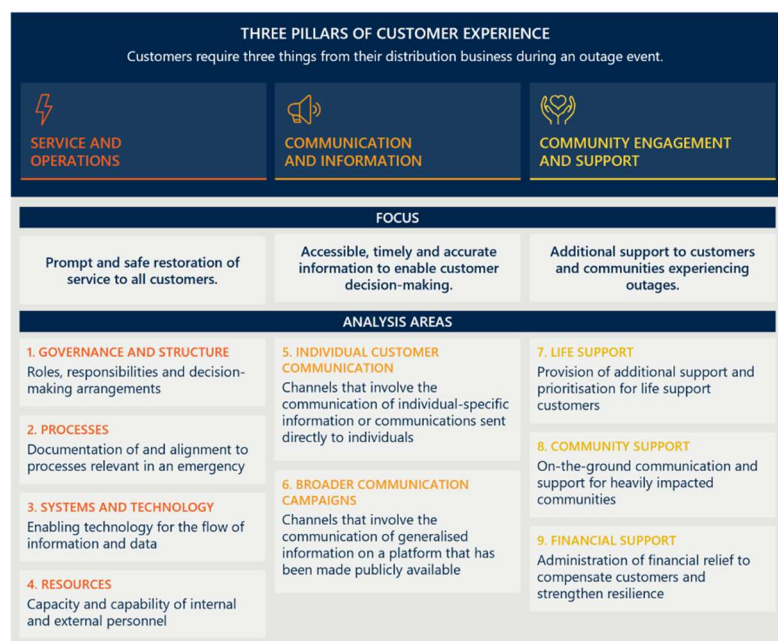 THREE PILLARS OF CUSTOMER EXPERIENCE
Customers require three things from their distribution business during an outage event.
SERVICE AND
OPERATIONS
COMMUNICATION
AND INFORMATION
COMMUNITY ENGAGEMENT
AND SUPPORT
FOCUS
Prompt and safe restoration of
service to all customers.
Accessible, timely and accurate
information to enable customer
decision-making.
Additional support to customers
and communities experiencing
outages.
ANALYSIS AREAS
1. GOVERNANCE AND STRUCTURE
Roles, responsibilities and decision-
making arrangements
2. PROCESSES
Documentation of and alignment to
processes relevant in an emergency
3. SYSTEMS AND TECHNOLOGY
Enabling technology for the flow of
information and data
4. RESOURCES
Capacity and capability of internal
and external personnel
5. INDIVIDUAL CUSTOMER
COMMUNICATION
Channels that involve the
communication of individual-specific
information or communications sent
directly to individuals
6. BROADER COMMUNICATION
CAMPAIGNS
Channels that involve the
communication of generalised
information on a platform that has
been made publicly available
7. LIFE SUPPORT
Provision of additional support and
prioritisation for life support
customers
8. COMMUNITY SUPPORT
On-the-ground communication and
support for heavily impacted
communities
9. FINANCIAL SUPPORT
Administration of financial relief to
compensate customers and
strengthen resilience